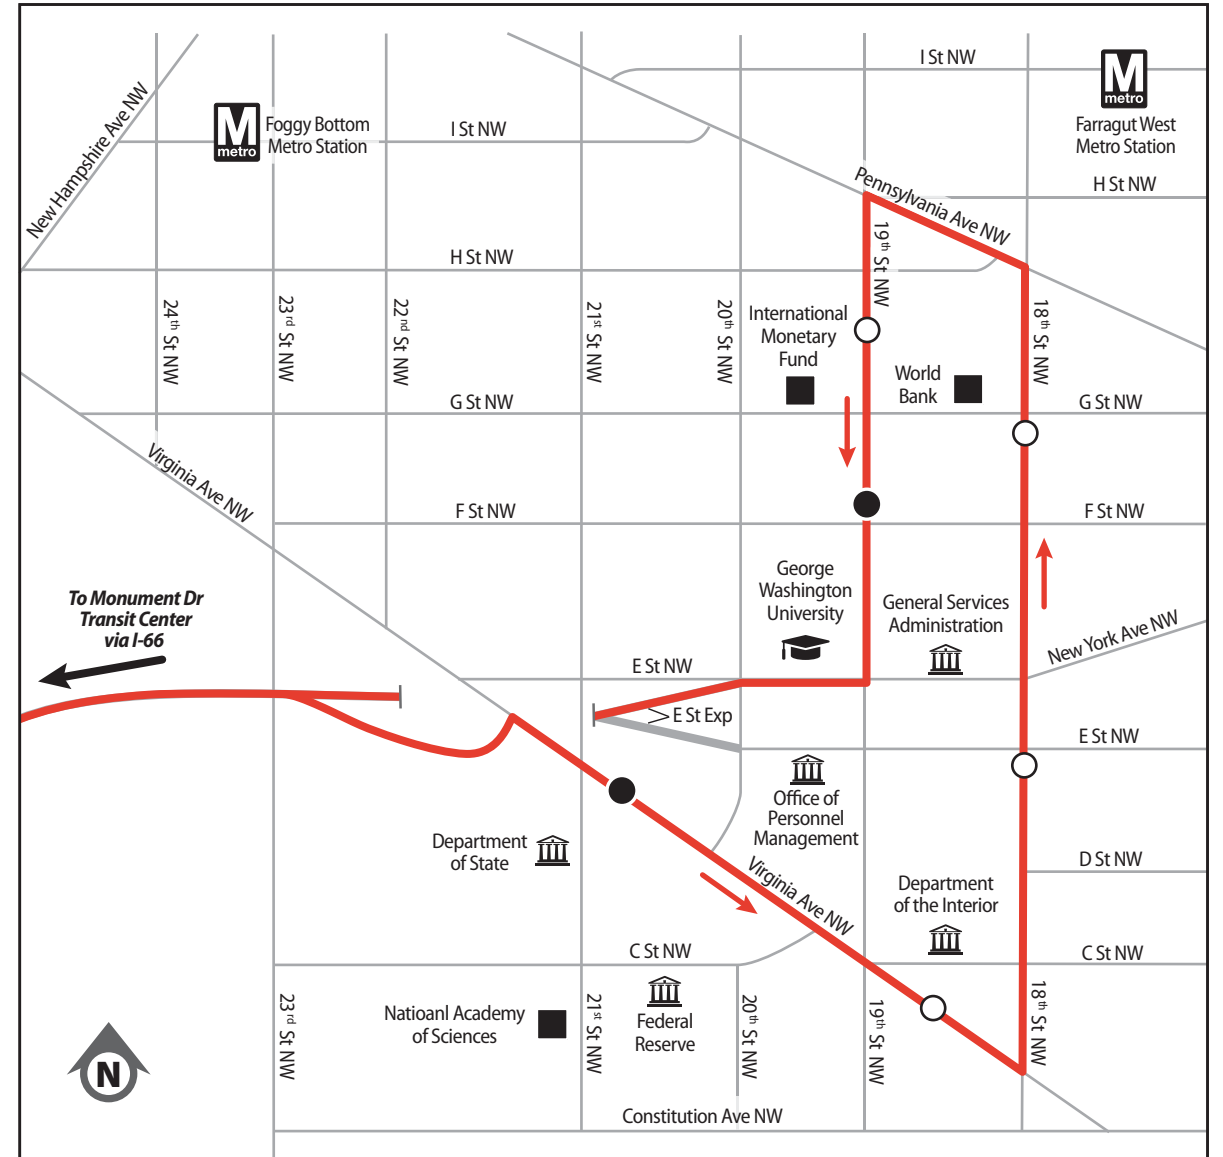 I St NW
M
metro
Farragut West
Metro Station
New Hampshire Ave NW
M
metro
Foggy Bottom
Metro Station
I St NW
Pennsylvania Ave NW
H St NW
H St NW
19th St NW
24th St NW
23rd St NW
22nd St NW
21st St NW
20th St NW
International
Monetary
Fund
18th St NW
World
Bank
G St NW
G St NW
Virginia Ave NW
F St NW
F St NW
To Monument Dr
Transit Center
via I-66
George
Washington
University
General Services
Administration
New York Ave NW
E St NW
E St Exp
E St NW
Office of
Personnel
Management
Department
of State
Virginia Ave NW
D St NW
Department
of the Interior
C St NW
C St NW
23rd St NW
Natioanl Academy
of Sciences
21st St NW
Federal
Reserve
20th St NW
19th St NW
18th St NW
N
Constitution Ave NW